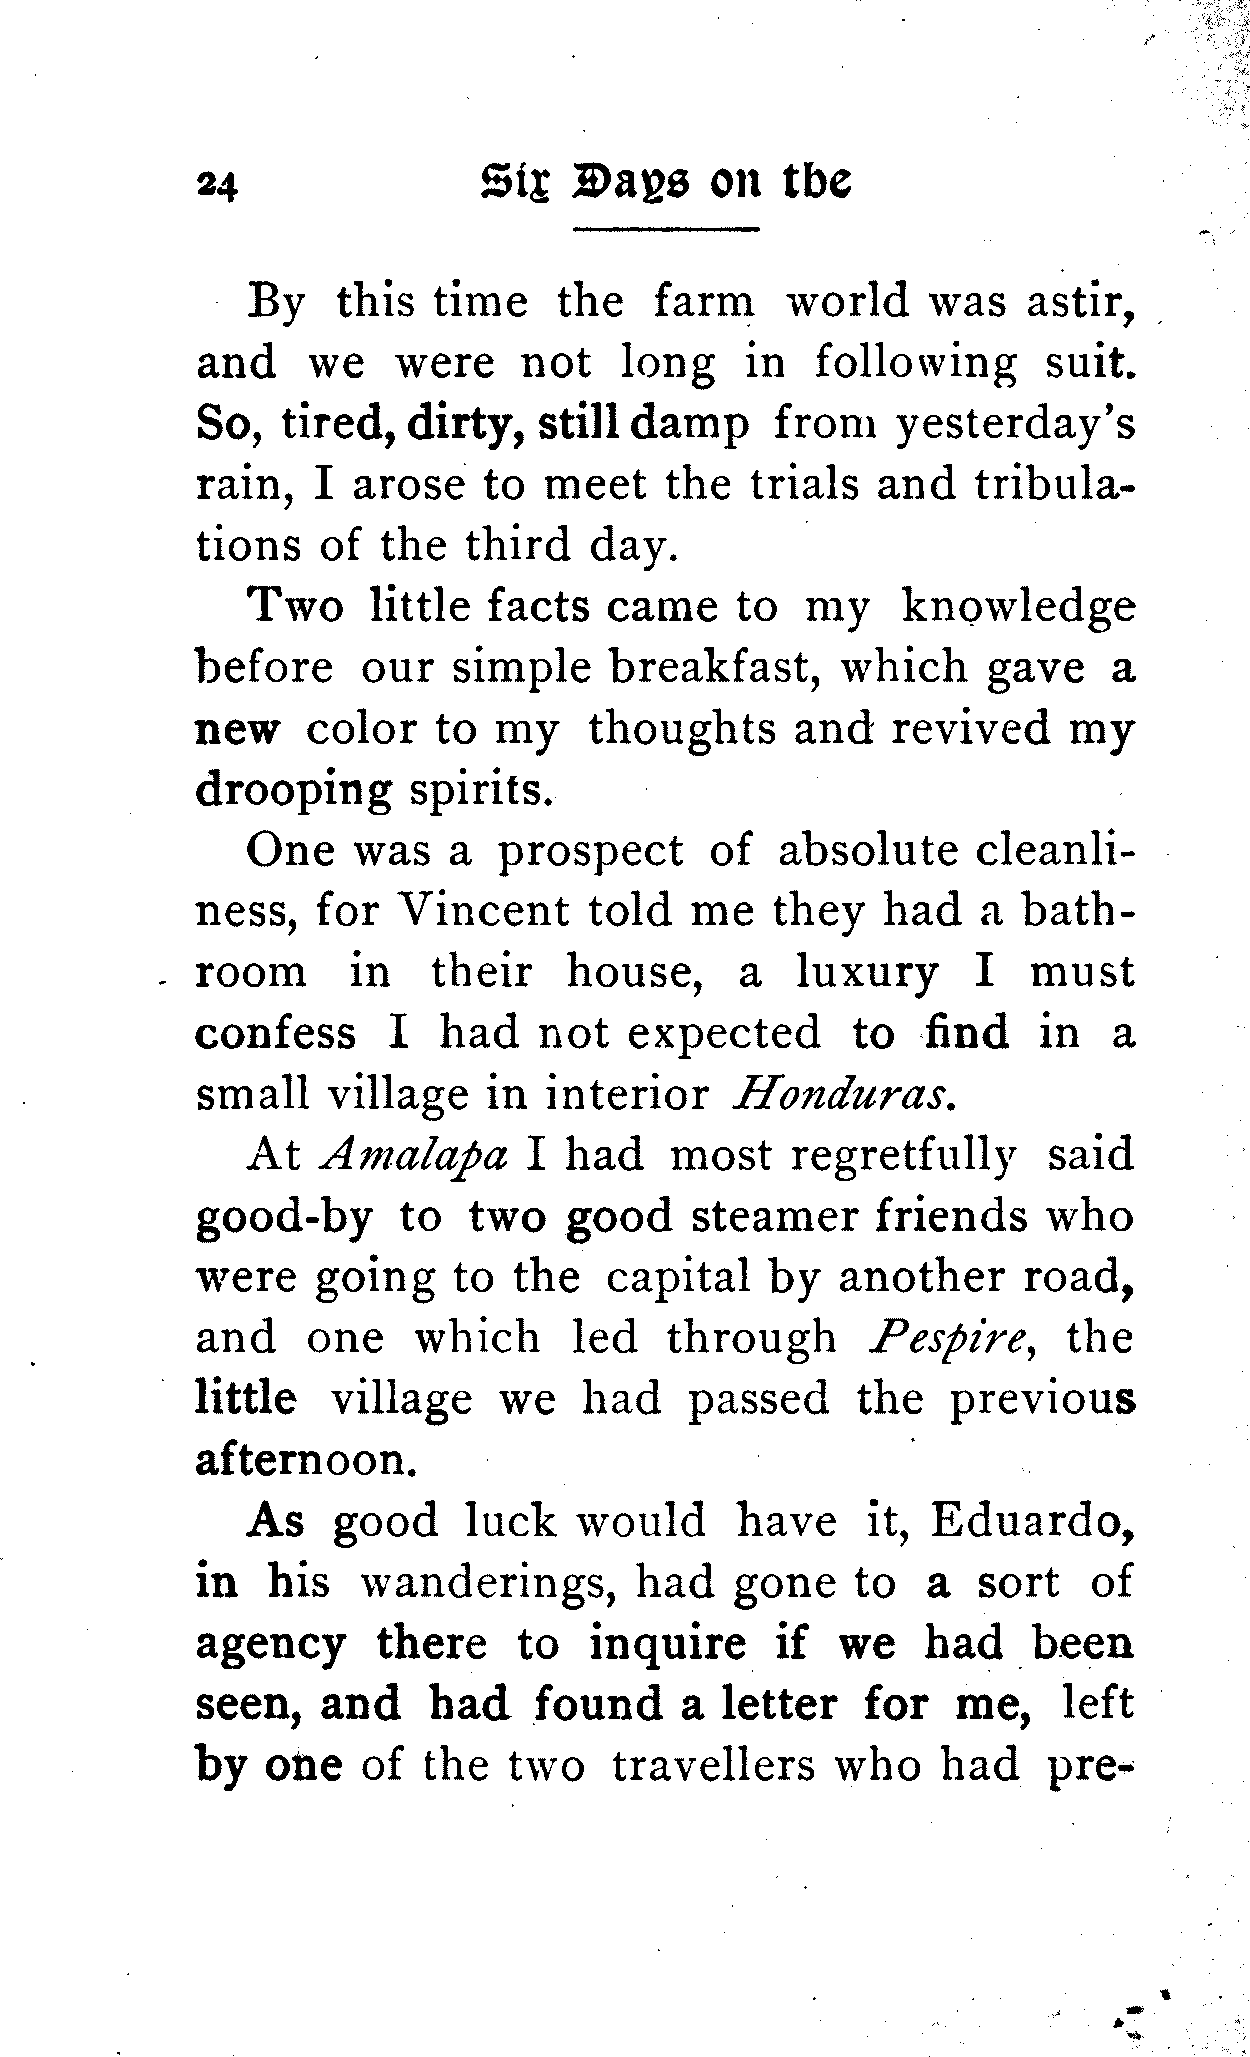 24 Six Days on the
By this time the farm world was astir,
and we were not long in following suit.
So, tired, dirty, still damp from yesterday's
rain, I arose to meet the trials and tribula-
tions of the third day.
Two little facts came to my knowledge
before our simple breakfast, which gave a
new color to my thoughts and revived my
drooping spirits.
One was a prospect of absolute cleanli-
ness, for Vincent told me they had a bath-
room in their house, a luxury I must
confess I had not expected to find in a
small village in interior Honduras.
At Amalapa I had most regretfully said
good-by to two good steamer friends who
were going to the capital by another road,
and one which led through Pespire, the
little village we had passed the previous
afternoon.
As good luck would have it, Eduardo,
in his wanderings, had gone to a sort of
agency there to inquire if we had been
seen, and had found a letter for me, left
by one of the two travellers who had pre-